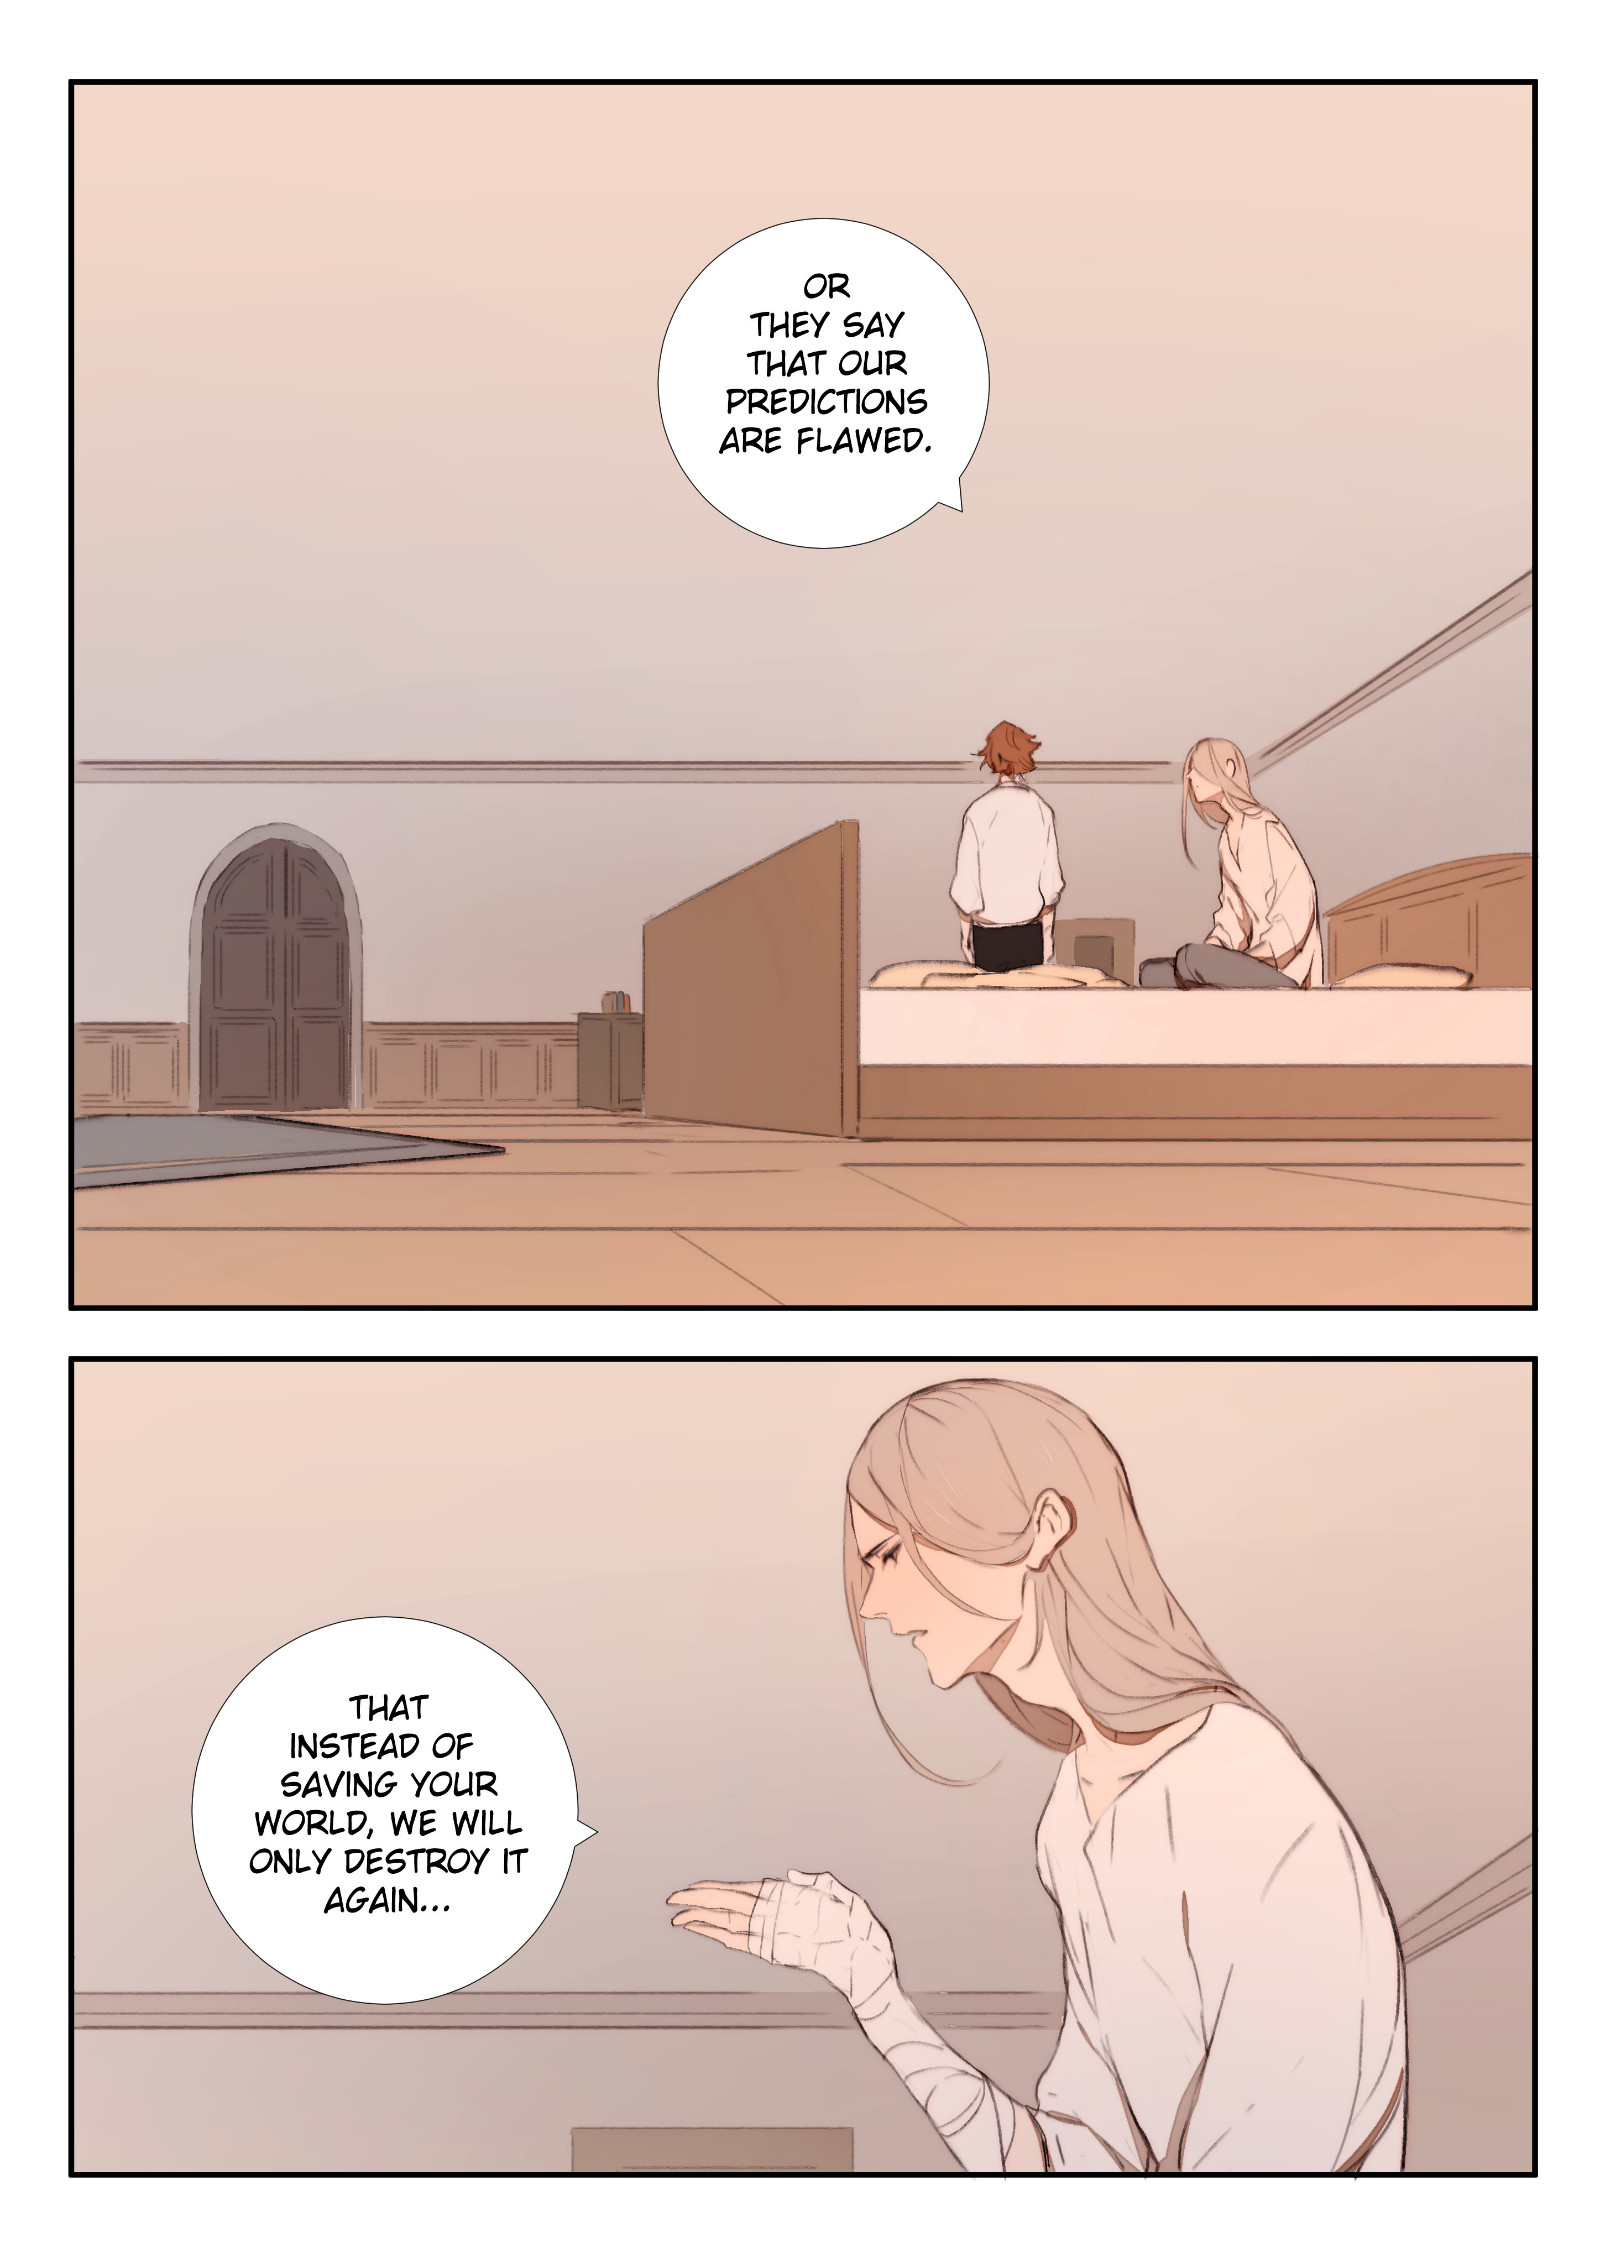 OR
THEY SAY
THAT OUR
PREDICTIONS
ARE FLAWED.
THAT
INSTEAD OF
SAVING YOUR
WORLD, WE WILL
ONLY DESTROY IT
AGAIN...